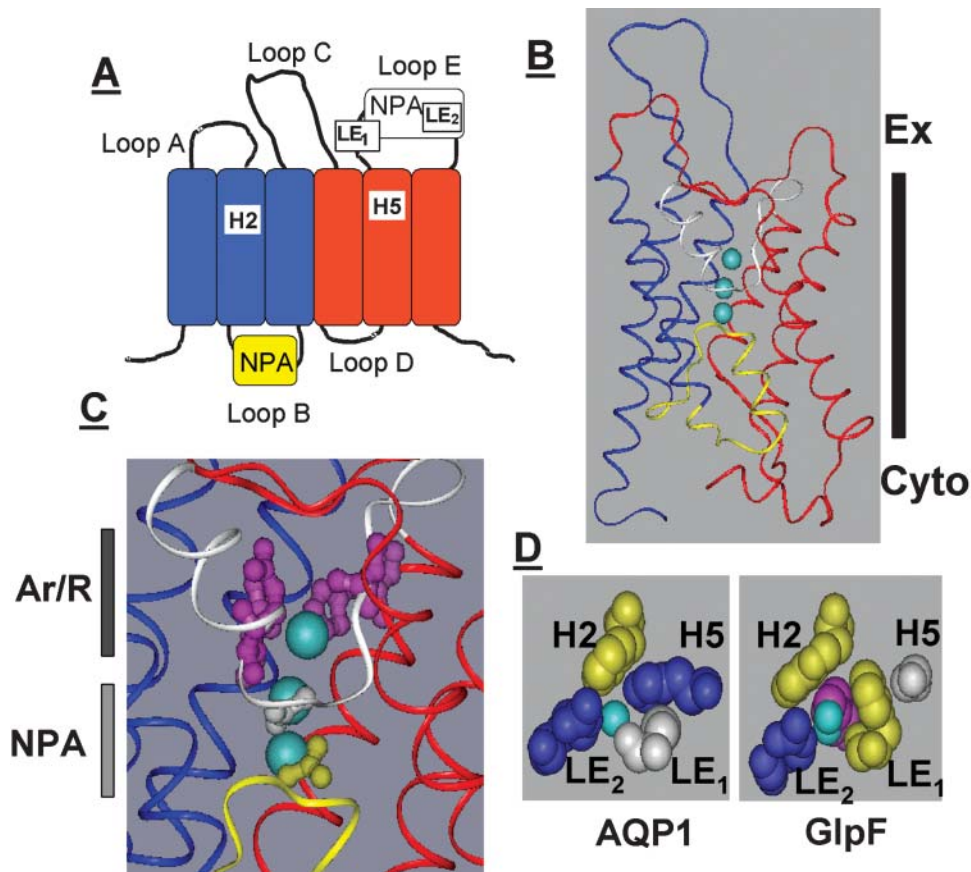 A
Loop C
Loop E
Loop A
NPA
LE2
LE1
H2
H5
NPA
Loop D
Loop B
B
Ex
Cyto
C
Ar/R
NPA
D
H2
H5
LE2
LE1
AQP1
H2
H5
LE2
LE1
GlpF